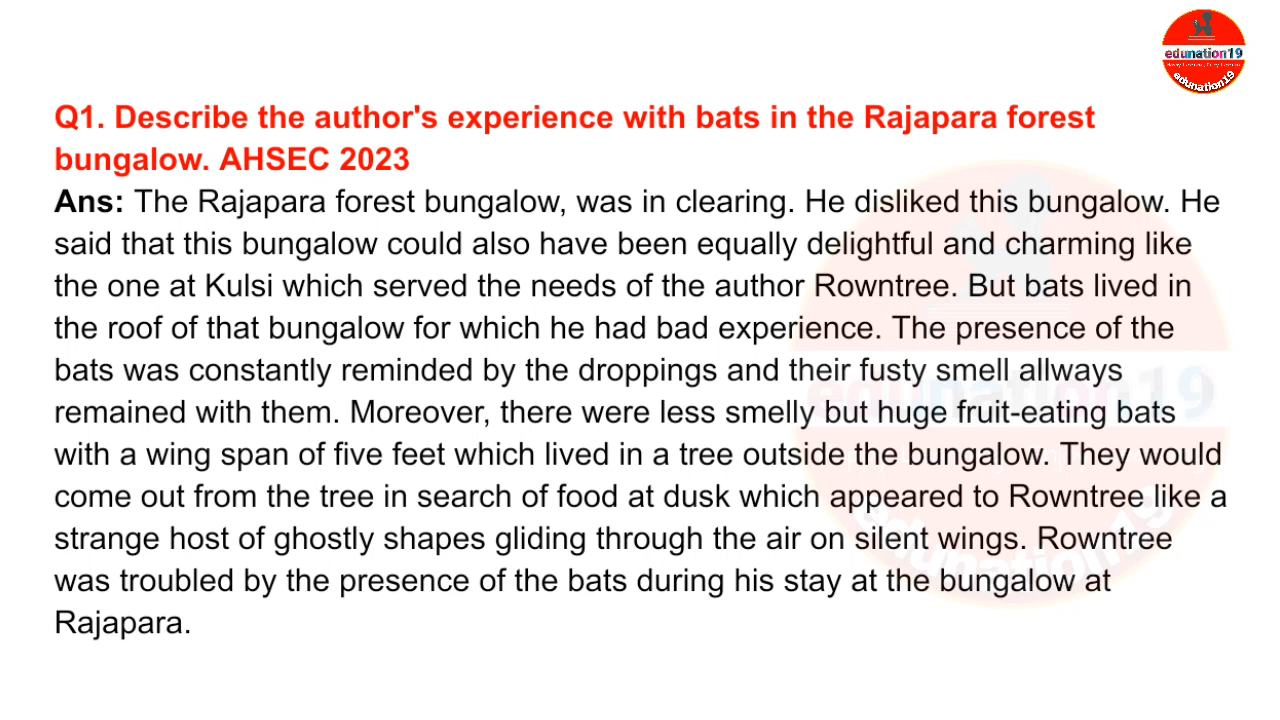 edunation19
edunation19
Q1. Describe the author's experience with bats in the Rajapara forest
bungalow. AHSEC 2023
Ans: The Rajapara forest bungalow, was in clearing. He disliked this bungalow. He
said that this bungalow could also have been equally delightful and charming like
the one at Kulsi which served the needs of the author Rowntree. But bats lived in
the roof of that bungalow for which he had bad experience. The presence of the
bats was constantly reminded by the droppings and their fusty smell allways
remained with them. Moreover, there were less smelly but huge fruit-eating bats
with a wing span of five feet which lived in a tree outside the bungalow. They would
come out from the tree in search of food at dusk which appeared to Rowntree like a
strange host of ghostly shapes gliding through the air on silent wings. Rowntree
was troubled by the presence of the bats during his stay at the bungalow at
Rajapara.
edunation19
edunation19